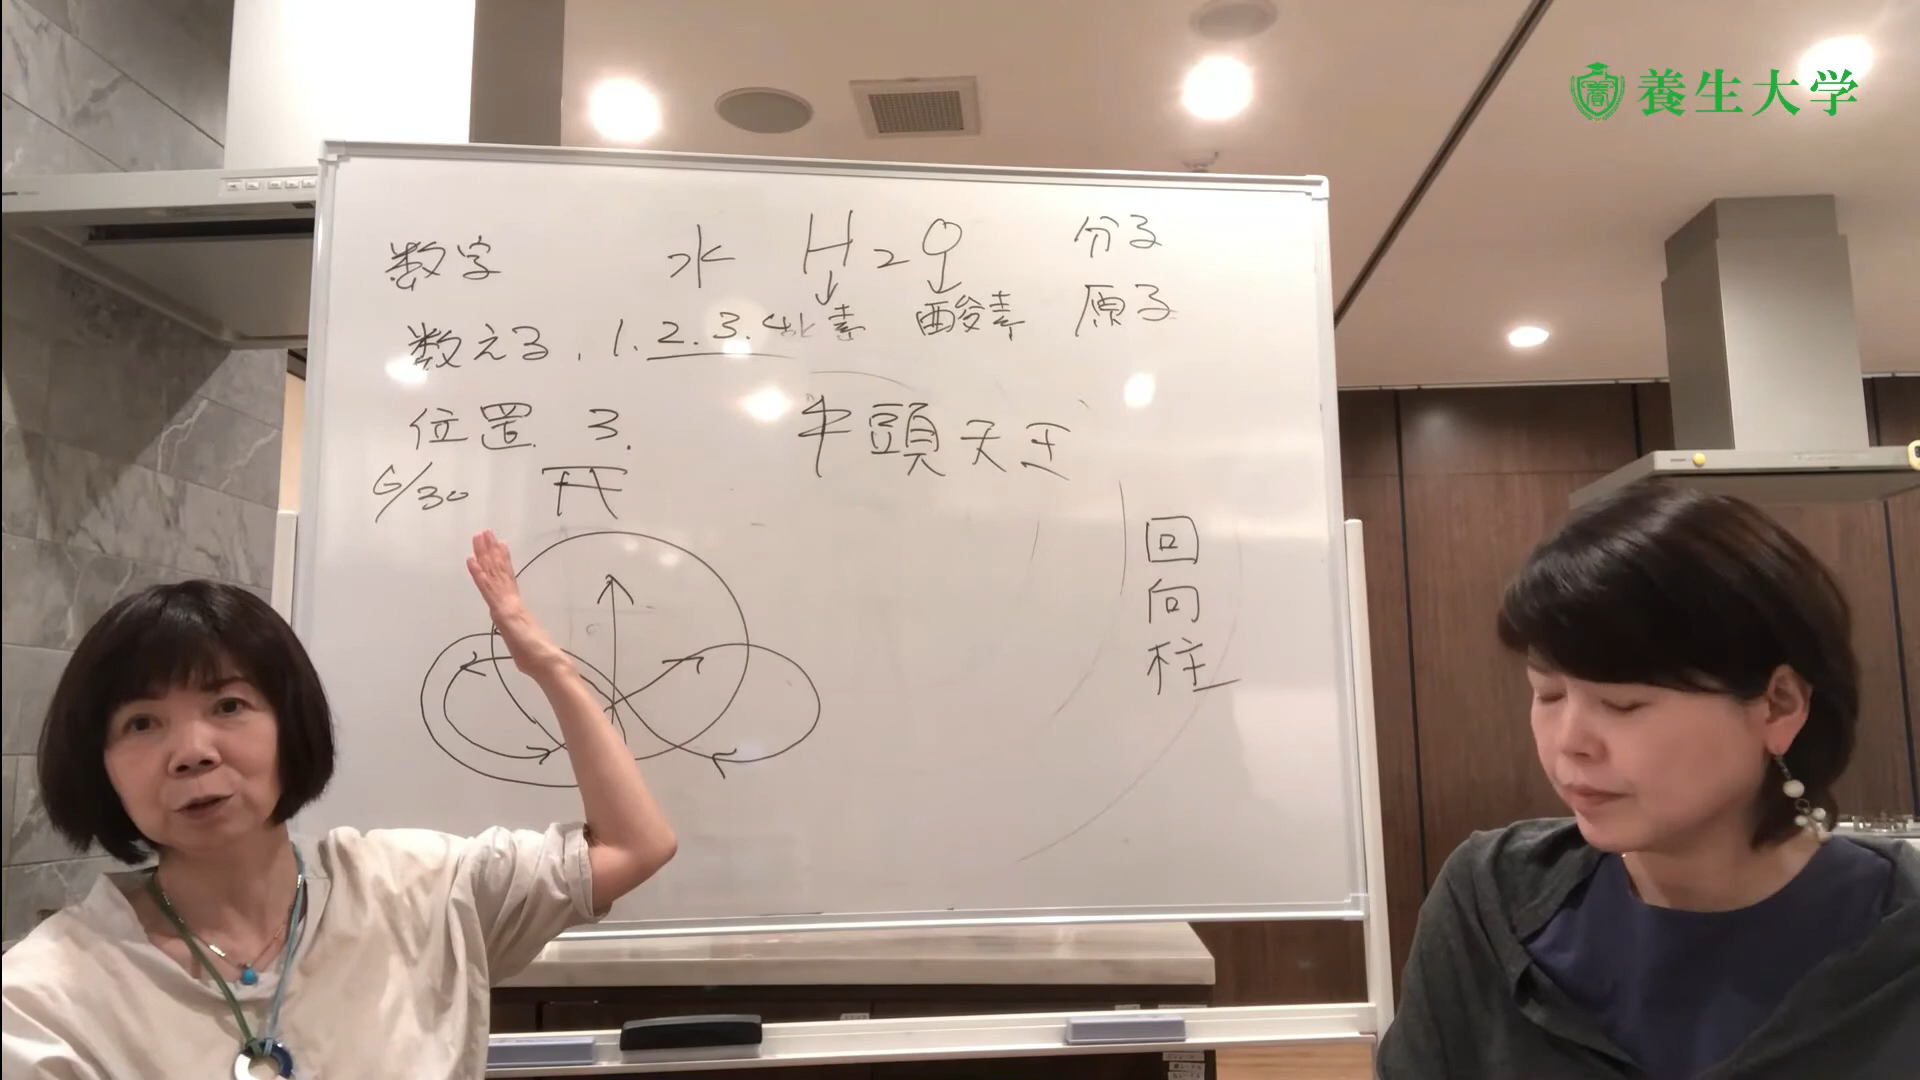 養生大学
数字 水 H2O 分子
数える、1.2.3.4 水素 酸素 原子
位置 3. 牛頭天王
6/30
回向柱